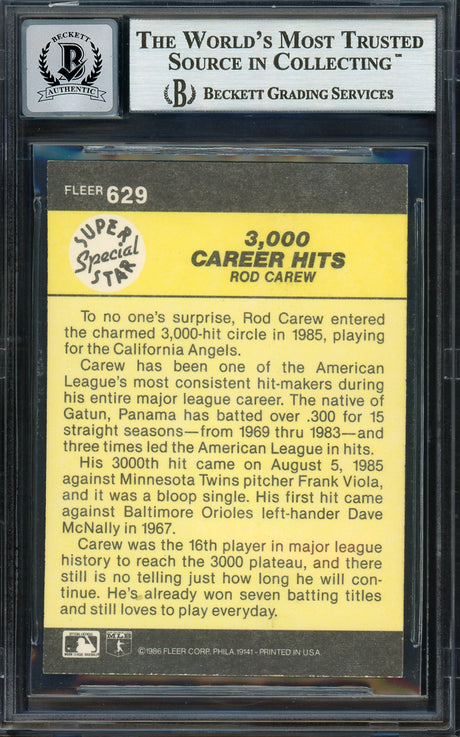 BECKETT
AUTHENTIC
THE WORLD'S MOST TRUSTED
SOURCE IN COLLECTING™
BECKETT GRADING SERVICES
FLEER 629
SUPER
Special
STAR
3,000
CAREER HITS
ROD CAREW
To no one's surprise, Rod Carew entered
the charmed 3,000-hit circle in 1985, playing
for the California Angels.
Carew has been one of the American
League's most consistent hit-makers during
his entire major league career. The native of
Gatun, Panama has batted over .300 for 15
straight seasons—from 1969 thru 1983—and
three times led the American League in hits.
His 3000th hit came on August 5, 1985
against Minnesota Twins pitcher Frank Viola,
and it was a bloop single. His first hit came
against Baltimore Orioles left-hander Dave
McNally in 1967.
Carew was the 16th player in major league
history to reach the 3000 plateau, and there
still is no telling just how long he will con-
tinue. He's already won seven batting titles
and still loves to play everyday.
©1986 FLEER CORP. PHILA. 19141 - PRINTED IN U.S.A.